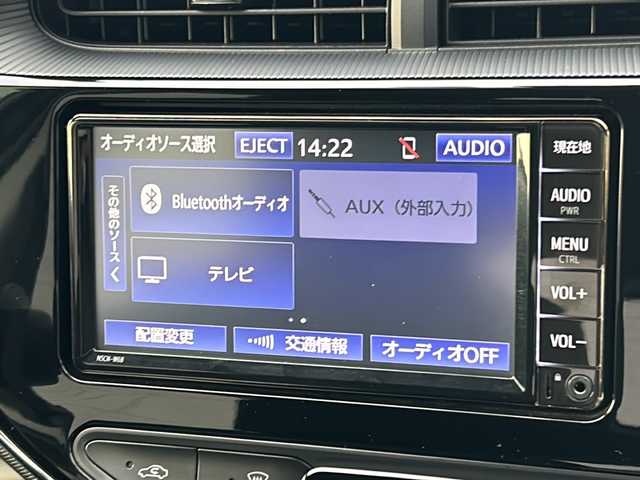 オーディオソース選択 EJECT 14:22 AUDIO
その他のソース
Bluetoothオーディオ
AUX（外部入力）
テレビ
配置変更
交通情報
オーディオOFF
NSCN-W68
現在地
AUDIO
PWR
MENU
CTRL
VOL+
VOL−